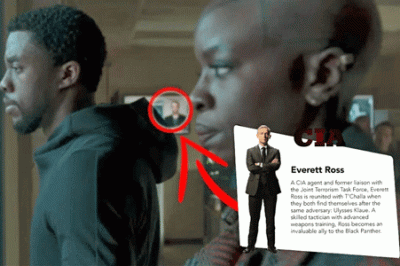 CIA
Everett Ross
A CIA agent and former liaison with
the Joint Terrorism Task Force, Everett
Ross is reunited with T'Challa when
they both find themselves after the
same adversary: Ulysses Klaue. A
skilled tactician with advanced
weapons training, Ross becomes an
invaluable ally to the Black Panther.